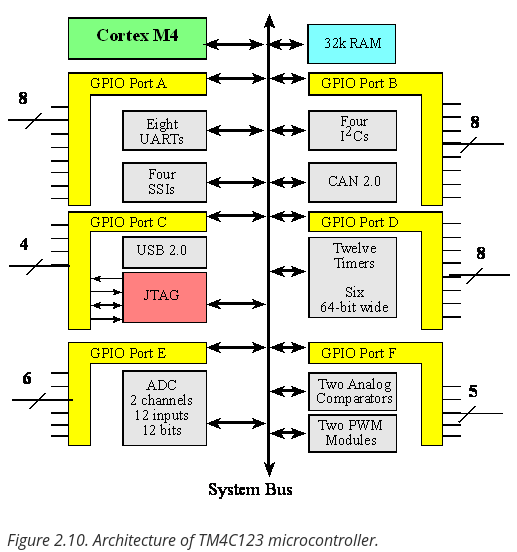 Cortex M4
32k RAM
GPIO Port A
GPIO Port B
8
Eight
UARTs
Four
I²Cs
8
Four
SSIs
CAN 2.0
GPIO Port C
GPIO Port D
4
USB 2.0
Twelve
Timers
Six
64-bit wide
8
JTAG
GPIO Port E
GPIO Port F
6
ADC
2 channels
12 inputs
12 bits
Two Analog
Comparators
5
Two PWM
Modules
System Bus
Figure 2.10. Architecture of TM4C123 microcontroller.